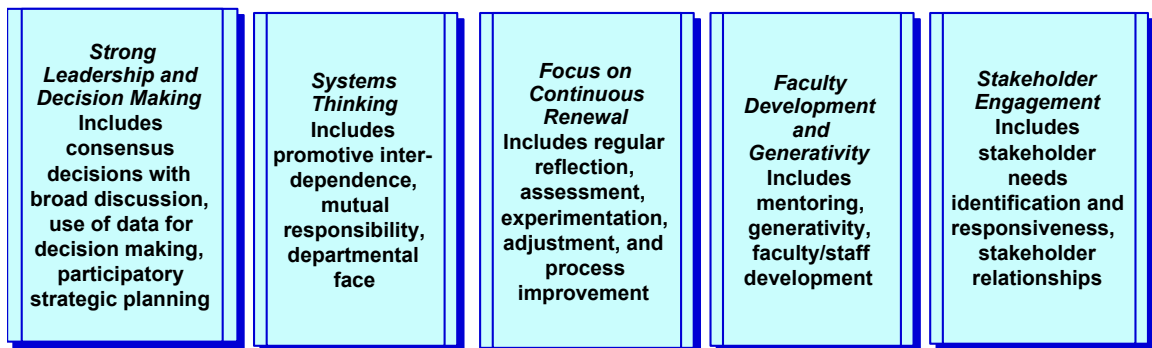 Strong
Leadership and
Decision Making
Includes
consensus
decisions with
broad discussion,
use of data for
decision making,
participatory
strategic planning
Systems
Thinking
Includes
promotive inter-
dependence,
mutual
responsibility,
departmental
face
Focus on
Continuous
Renewal
Includes regular
reflection,
assessment,
experimentation,
adjustment, and
process
improvement
Faculty
Development
and
Generativity
Includes
mentoring,
generativity,
faculty/staff
development
Stakeholder
Engagement
Includes
stakeholder
needs
identification and
responsiveness,
stakeholder
relationships